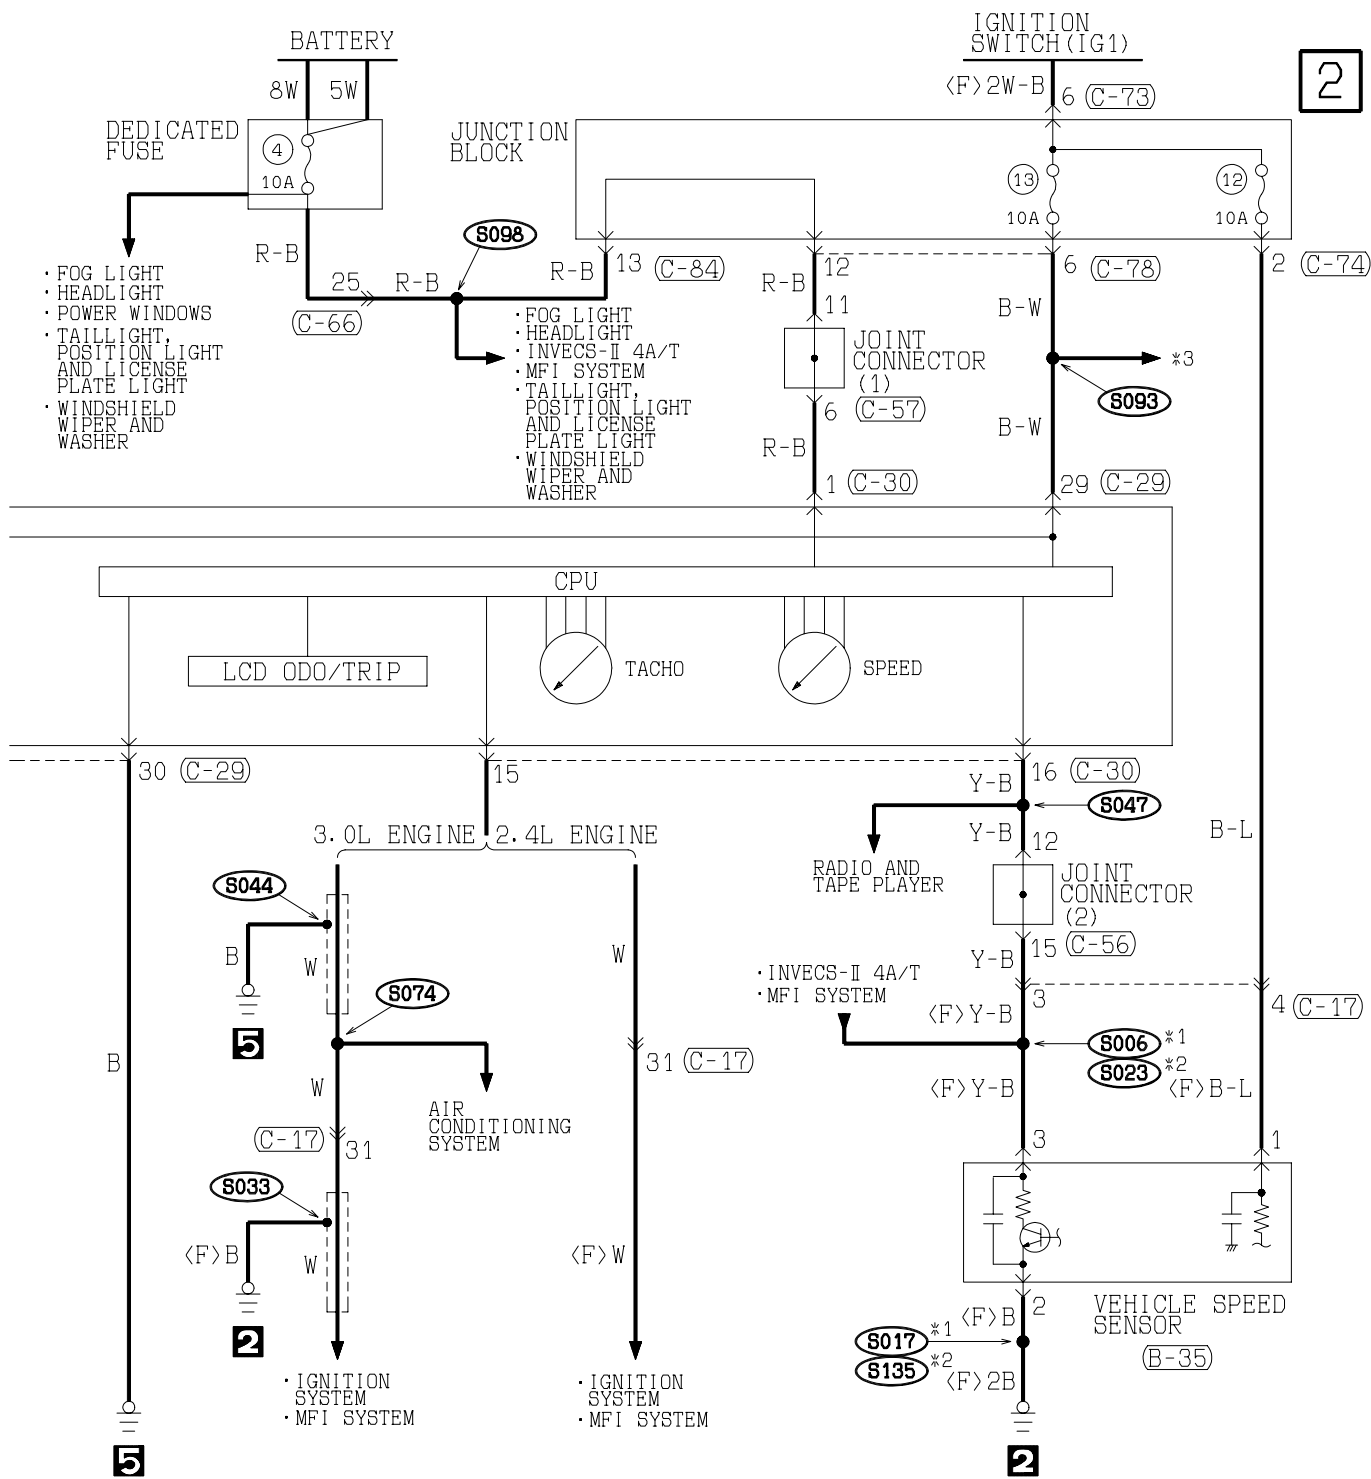 BATTERY
IGNITION
SWITCH(IG1)
2
8W
5W
<F>2W-B
6
C-73
DEDICATED
FUSE
4
10A
JUNCTION
BLOCK
13
10A
12
10A
R-B
S098
25
R-B
R-B
13
C-84
12
6
C-78
2
C-74
C-66
R-B
11
B-W
・FOG LIGHT
・HEADLIGHT
・POWER WINDOWS
・TAILLIGHT,
POSITION LIGHT
AND LICENSE
PLATE LIGHT
・WINDSHIELD
WIPER AND
WASHER
・FOG LIGHT
・HEADLIGHT
・INVECS-Ⅱ 4A/T
・MFI SYSTEM
・TAILLIGHT,
POSITION LIGHT
AND LICENSE
PLATE LIGHT
・WINDSHIELD
WIPER AND
WASHER
JOINT
CONNECTOR
(1)
6
C-57
R-B
1
C-30
※3
S093
B-W
29
C-29
CPU
LCD ODO/TRIP
TACHO
SPEED
30
C-29
15
16
C-30
Y-B
S047
Y-B
12
B-L
3.0L ENGINE
2.4L ENGINE
RADIO AND
TAPE PLAYER
JOINT
CONNECTOR
(2)
15
C-56
Y-B
S044
B
W
W
5
S074
・INVECS-Ⅱ 4A/T
・MFI SYSTEM
3
4
C-17
<F>Y-B
S006
※1
S023
※2
<F>Y-B
<F>B-L
B
31
C-17
W
AIR
CONDITIONING
SYSTEM
C-17
31
3
1
S033
<F>B
W
<F>W
2
2
VEHICLE SPEED
SENSOR
B-35
<F>B
S017
※1
S135
※2
<F>2B
・IGNITION
SYSTEM
・MFI SYSTEM
・IGNITION
SYSTEM
・MFI SYSTEM
5
2